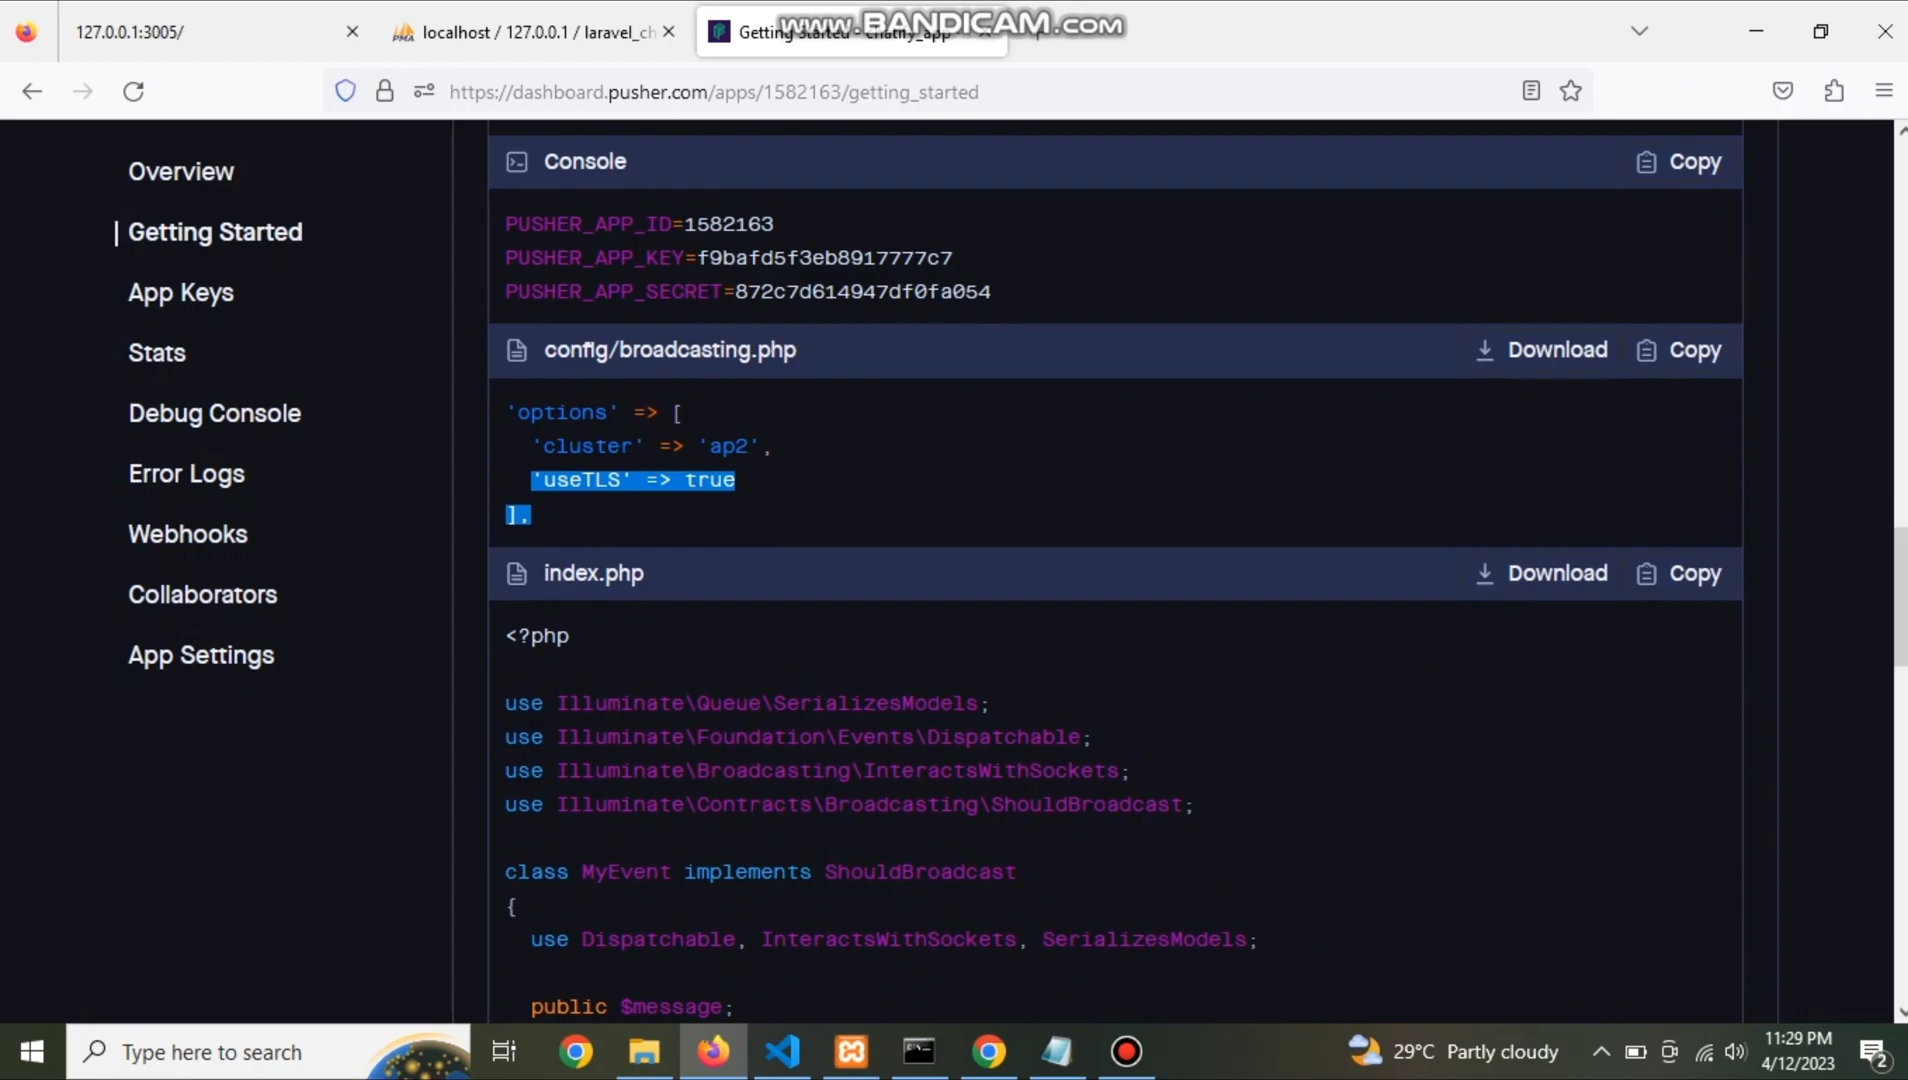 127.0.0.1:3005/
localhost / 127.0.0.1 / laravel_ch
Getting Started - chatify_app
www.BANDICAM.com
https://dashboard.pusher.com/apps/1582163/getting_started
Overview
Getting Started
App Keys
Stats
Debug Console
Error Logs
Webhooks
Collaborators
App Settings
Console
Copy
PUSHER_APP_ID=1582163
PUSHER_APP_KEY=f9bafd5f3eb8917777c7
PUSHER_APP_SECRET=872c7d614947df0fa054
config/broadcasting.php
Download
Copy
'options' => [
'cluster' => 'ap2',
'useTLS' => true
],
index.php
Download
Copy
<?php
use Illuminate\Queue\SerializesModels;
use Illuminate\Foundation\Events\Dispatchable;
use Illuminate\Broadcasting\InteractsWithSockets;
use Illuminate\Contracts\Broadcasting\ShouldBroadcast;
class MyEvent implements ShouldBroadcast
{
use Dispatchable, InteractsWithSockets, SerializesModels;
public $message;
Type here to search
29°C Partly cloudy
11:29 PM
4/12/2023
2